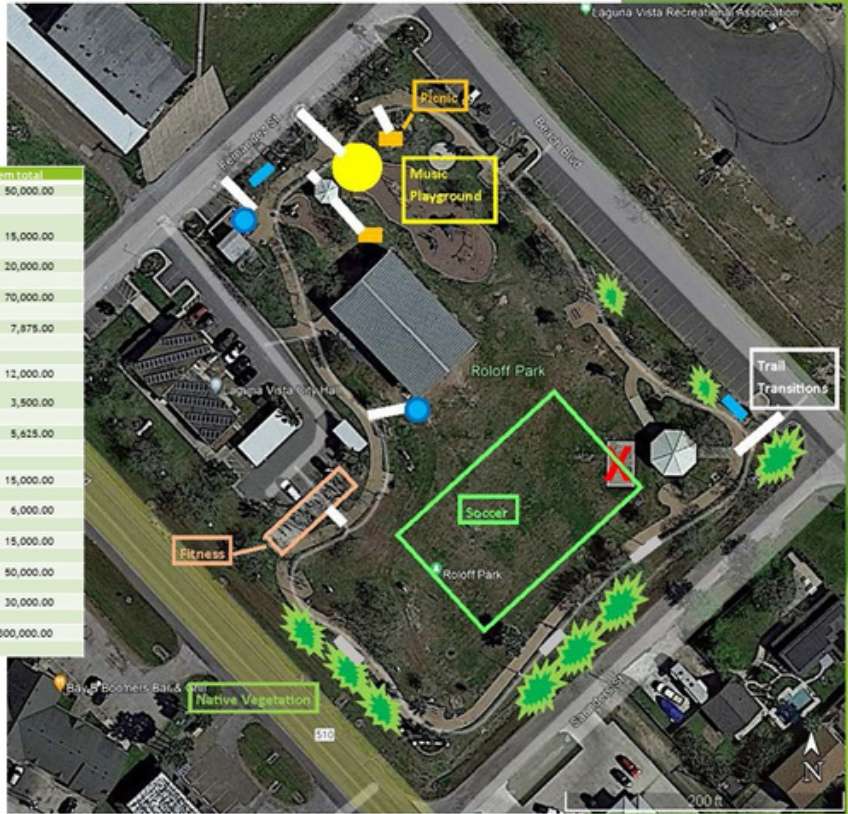 Laguna Vista Recreational Association
Picnic
Fernandez St
Beach Blvd
em total
50,000.00
15,000.00
20,000.00
70,000.00
7,875.00
12,000.00
3,500.00
5,625.00
15,000.00
6,000.00
15,000.00
50,000.00
30,000.00
00,000.00
Music
Playground
Roloff Park
Trail
Transitions
Laguna Vista City Hall
Soccer
Fitness
Roloff Park
Bay B Boomers Bar & Grill
Native Vegetation
510
N
200 ft